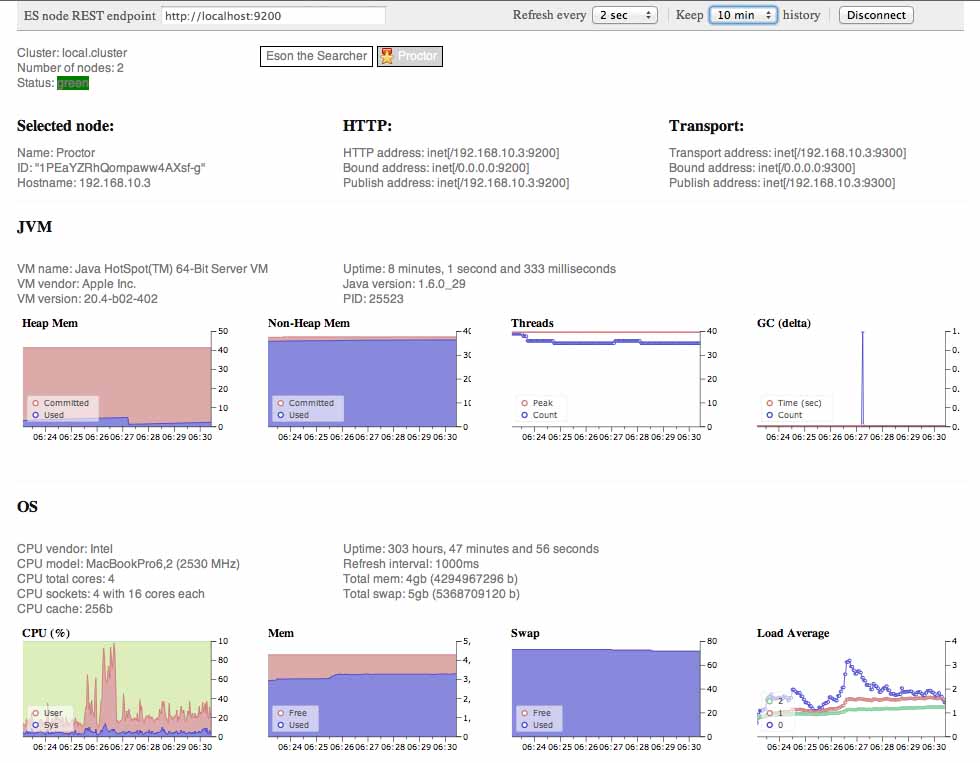 ES node REST endpoint http://localhost:9200 Refresh every 2 sec Keep 10 min history Disconnect
Cluster: local.cluster
Number of nodes: 2
Status: green
Eson the Searcher Proctor
Selected node:
Name: Proctor
ID: "1PEaYZRhQompaww4AXsf-g"
Hostname: 192.168.10.3
HTTP:
HTTP address: inet[/192.168.10.3:9200]
Bound address: inet[/0.0.0.0:9200]
Publish address: inet[/192.168.10.3:9200]
Transport:
Transport address: inet[/192.168.10.3:9300]
Bound address: inet[/0.0.0.0:9300]
Publish address: inet[/192.168.10.3:9300]
JVM
VM name: Java HotSpot(TM) 64-Bit Server VM
VM vendor: Apple Inc.
VM version: 20.4-b02-402
Uptime: 8 minutes, 1 second and 333 milliseconds
Java version: 1.6.0_29
PID: 25523
Heap Mem
50
40
30
20
10
0
Committed
Used
06:24 06:25 06:26 06:27 06:28 06:29 06:30
Non-Heap Mem
40
30
20
10
0
Committed
Used
06:24 06:25 06:26 06:27 06:28 06:29 06:30
Threads
40
30
20
10
0
Peak
Count
06:24 06:25 06:26 06:27 06:28 06:29 06:30
GC (delta)
1.
0.
0.
0.
0.
0.
Time (sec)
Count
06:24 06:25 06:26 06:27 06:28 06:29 06:30
OS
CPU vendor: Intel
CPU model: MacBookPro6,2 (2530 MHz)
CPU total cores: 4
CPU sockets: 4 with 16 cores each
CPU cache: 256b
Uptime: 303 hours, 47 minutes and 56 seconds
Refresh interval: 1000ms
Total mem: 4gb (4294967296 b)
Total swap: 5gb (5368709120 b)
CPU (%)
10
80
60
40
20
0
User
Sys
06:24 06:25 06:26 06:27 06:28 06:29 06:30
Mem
5.
4.
3.
2.
1.
0
Free
Used
06:24 06:25 06:26 06:27 06:28 06:29 06:30
Swap
80
60
40
20
0
Free
Used
06:24 06:25 06:26 06:27 06:28 06:29 06:30
Load Average
4
3
2
1
0
2
1
0
06:24 06:25 06:26 06:27 06:28 06:29 06:30